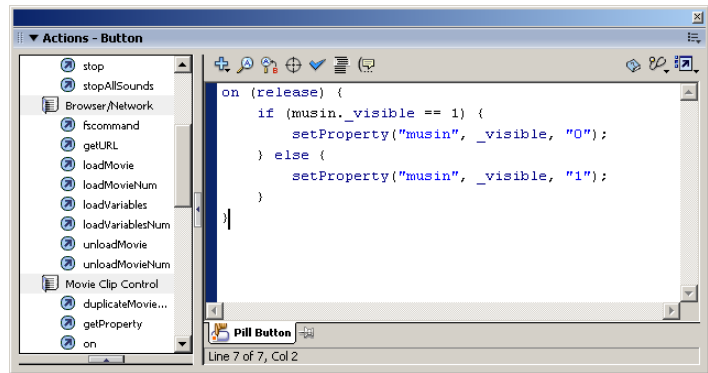 Actions - Button
stop
stopAllSounds
Browser/Network
fscommand
getURL
loadMovie
loadMovieNum
loadVariables
loadVariablesNum
unloadMovie
unloadMovieNum
Movie Clip Control
duplicateMovie...
getProperty
on
on (release) {
if (musin._visible == 1) {
setProperty("musin", _visible, "0");
} else {
setProperty("musin", _visible, "1");
}
}
Pill Button
Line 7 of 7, Col 2